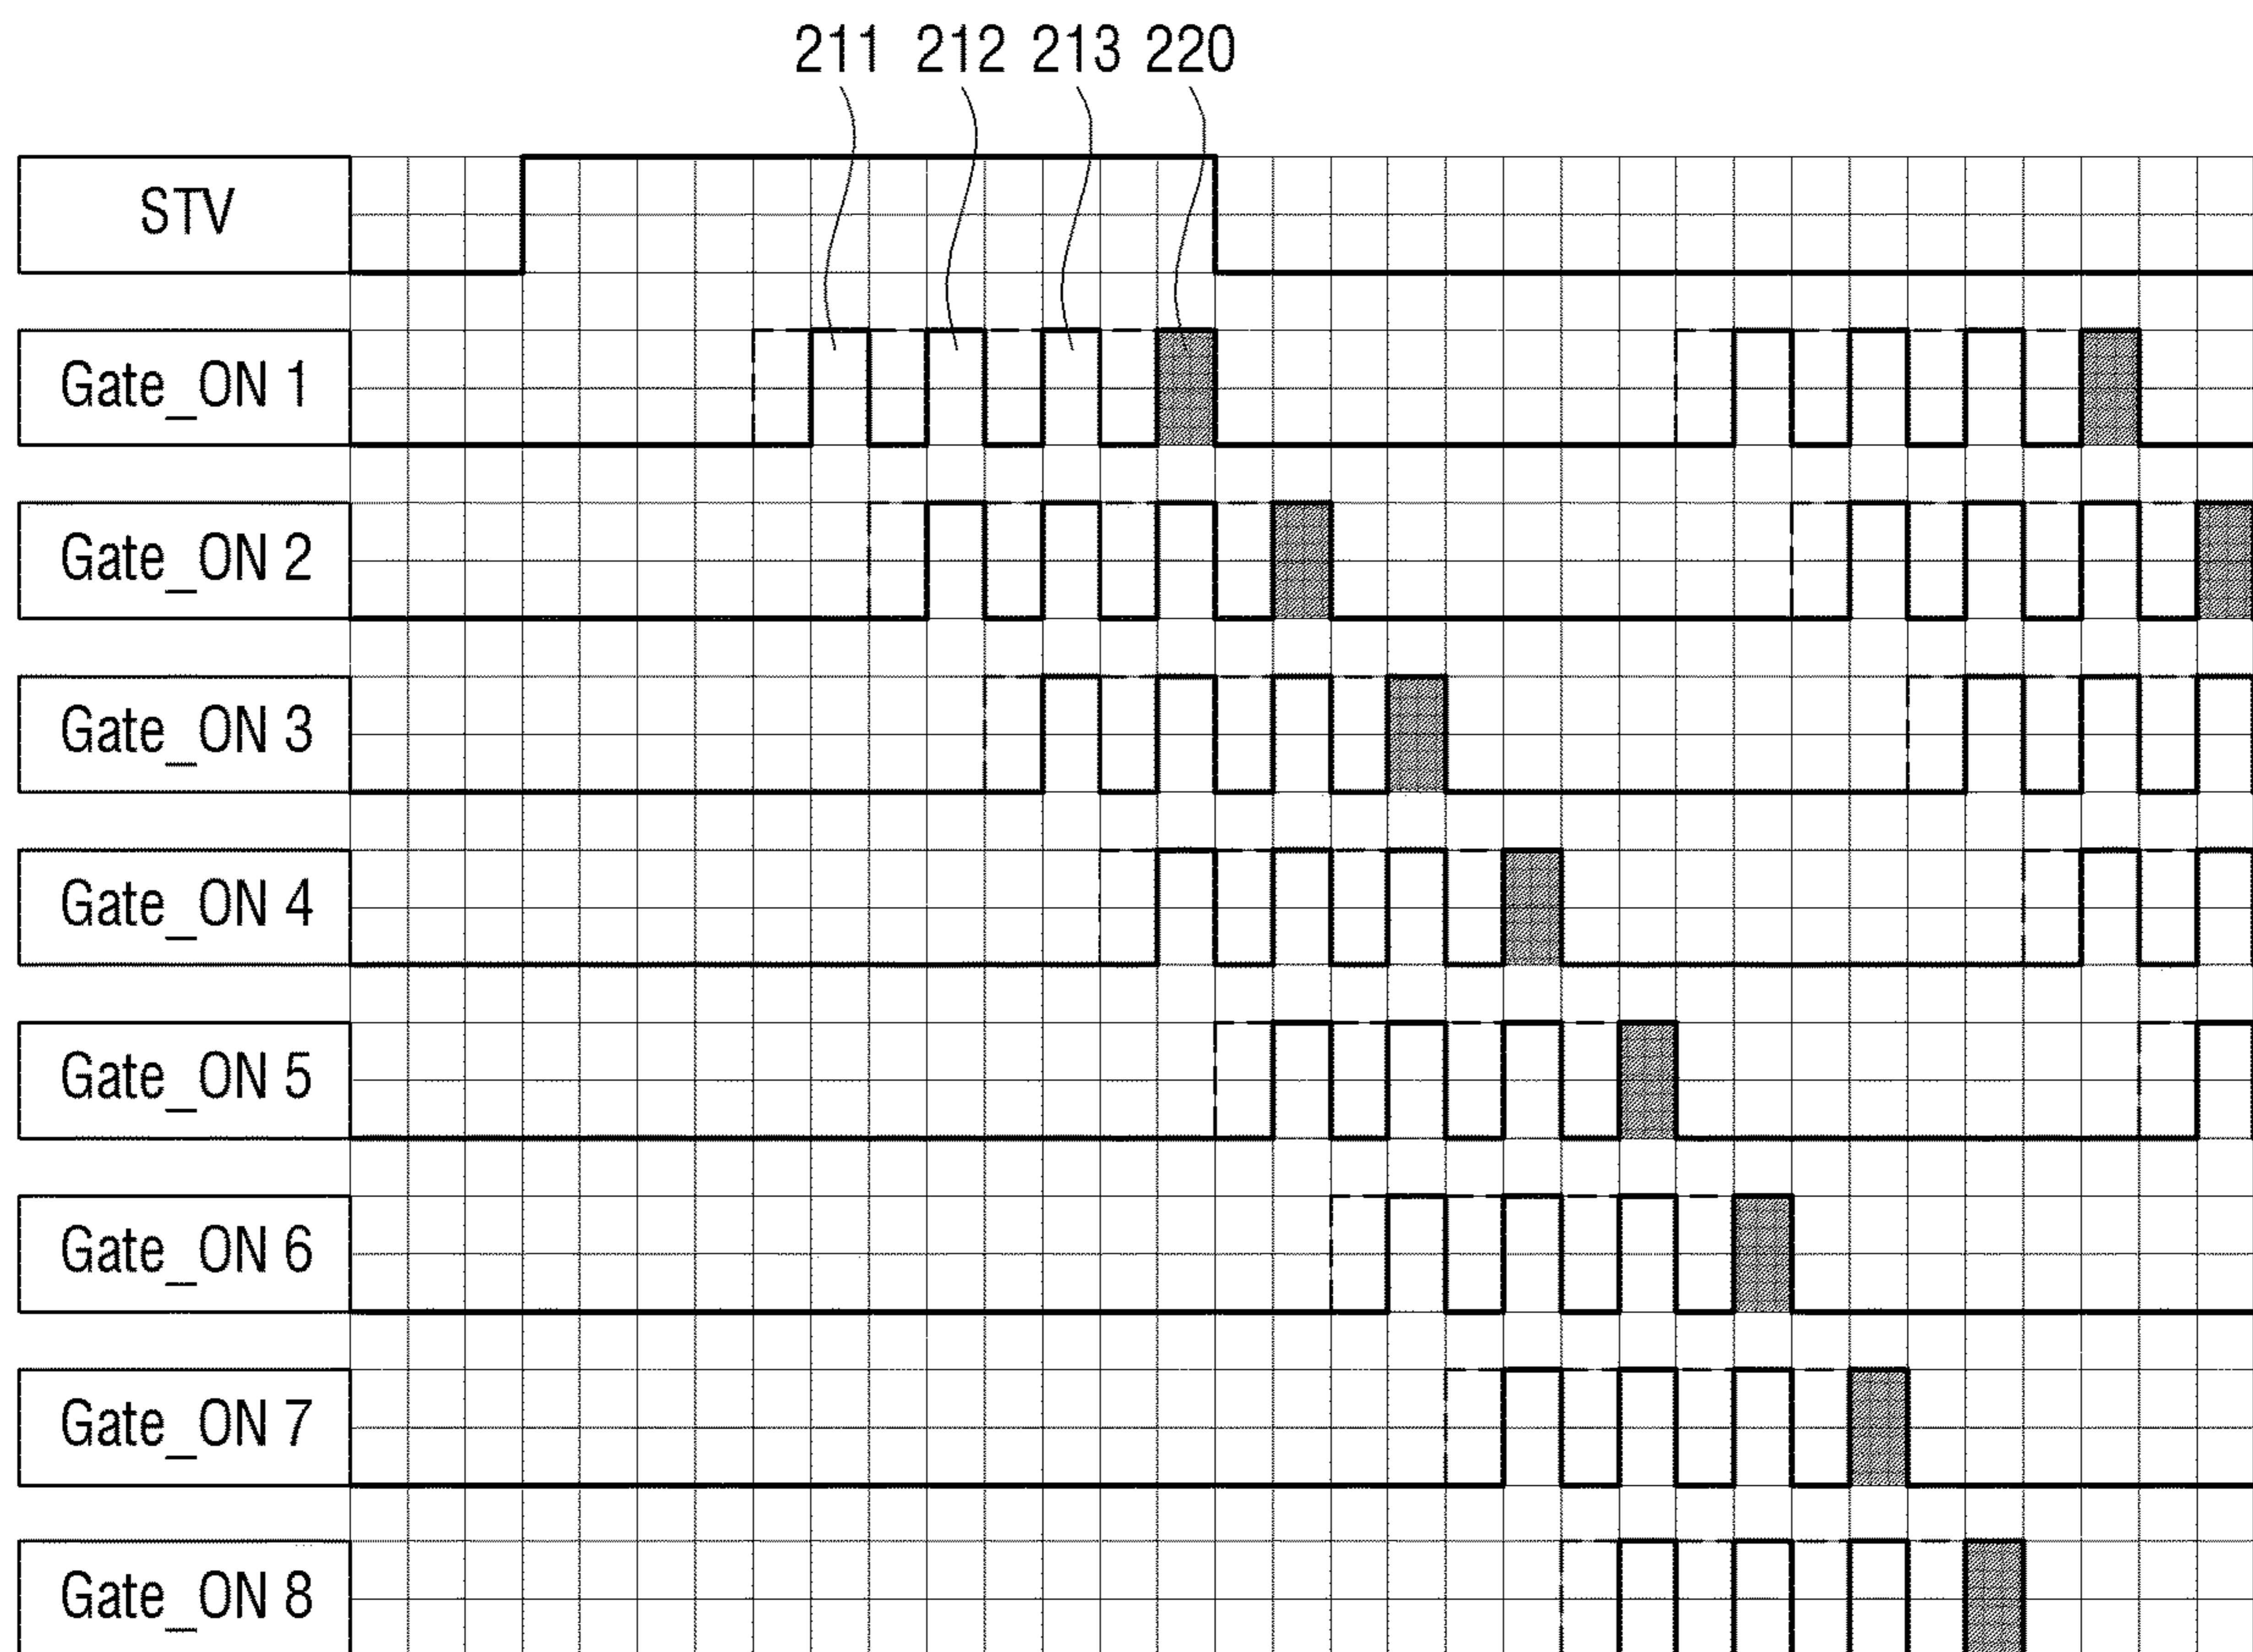 211 212 213 220
STV
Gate_ON 1
Gate_ON 2
Gate_ON 3
Gate_ON 4
Gate_ON 5
Gate_ON 6
Gate_ON 7
Gate_ON 8